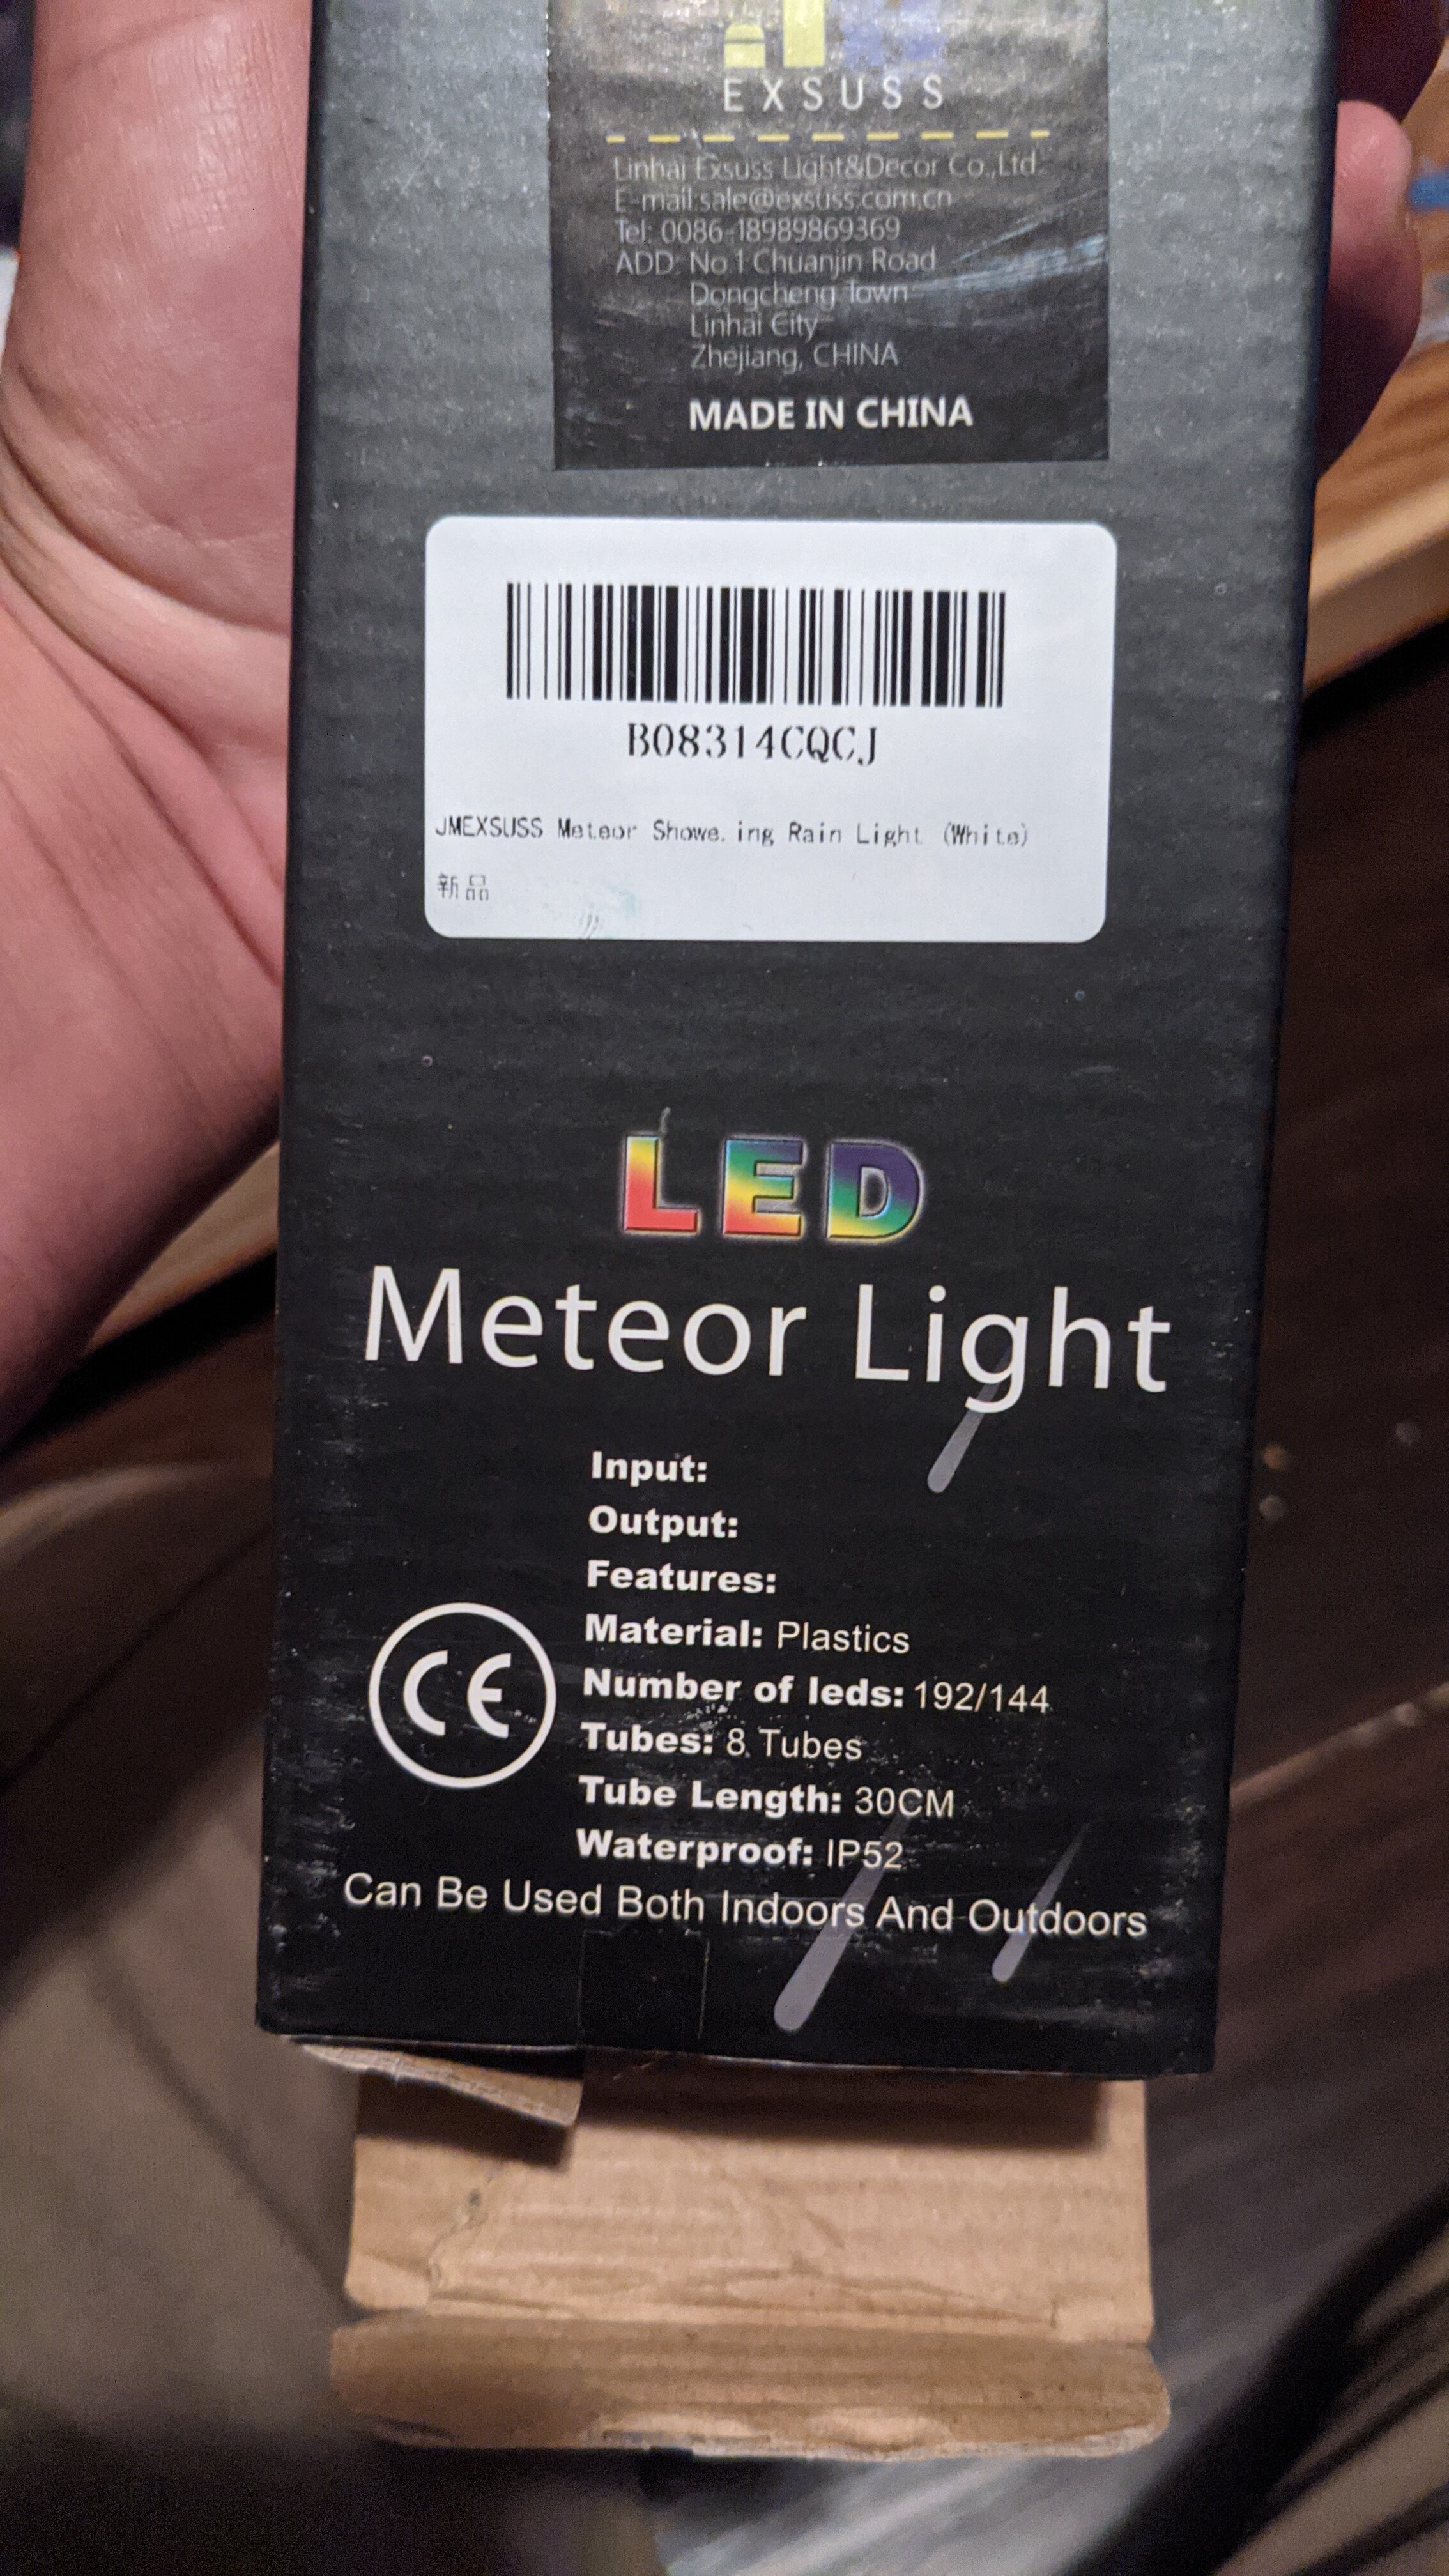 EXSUSS
Linhai Exsuss Light&Decor Co.,Ltd.
E-mail:sale@exsuss.com.cn
Tel: 0086-18989869369
ADD: No.1 Chuanjin Road
Dongcheng Town
Linhai City
Zhejiang, CHINA
MADE IN CHINA
B08314CQCJ
JMEXSUSS Meteor Showe. ing Rain Light (White)
新品
LED
Meteor Light
Input:
Output:
Features:
Material: Plastics
Number of leds: 192/144
Tubes: 8 Tubes
Tube Length: 30CM
Waterproof: IP52
CE
Can Be Used Both Indoors And Outdoors